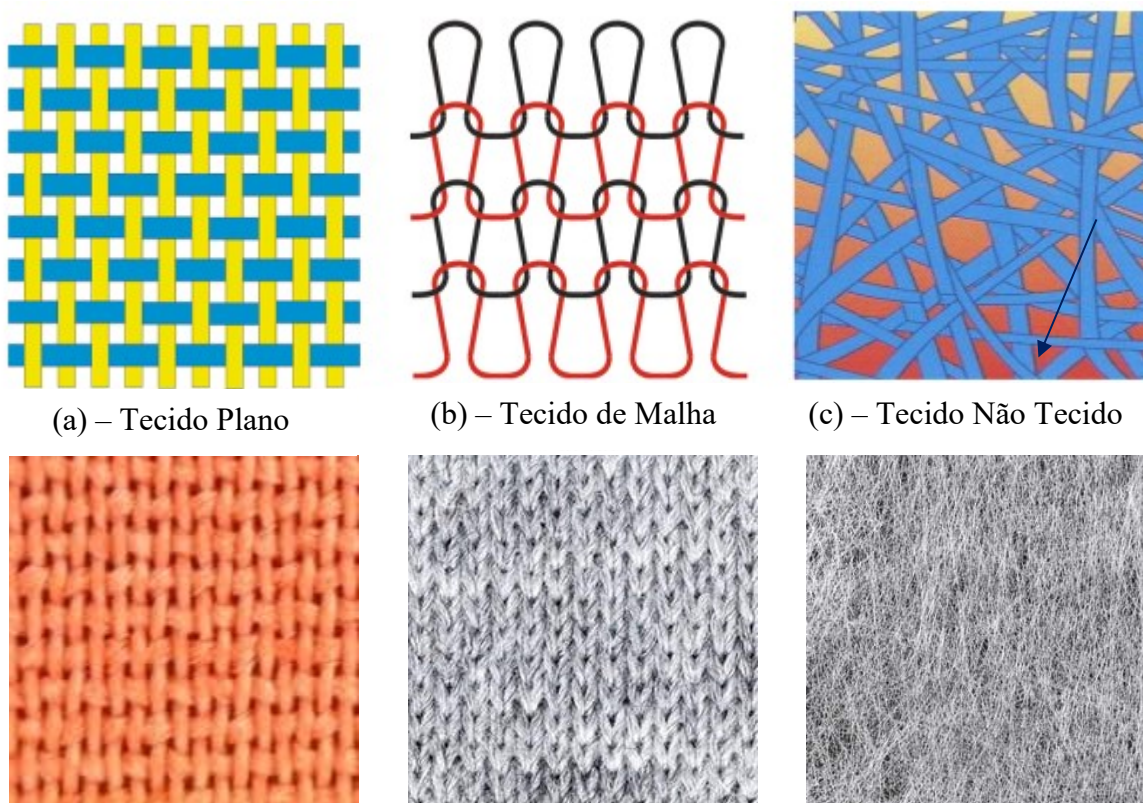 (a) – Tecido Plano
(b) – Tecido de Malha
(c) – Tecido Não Tecido